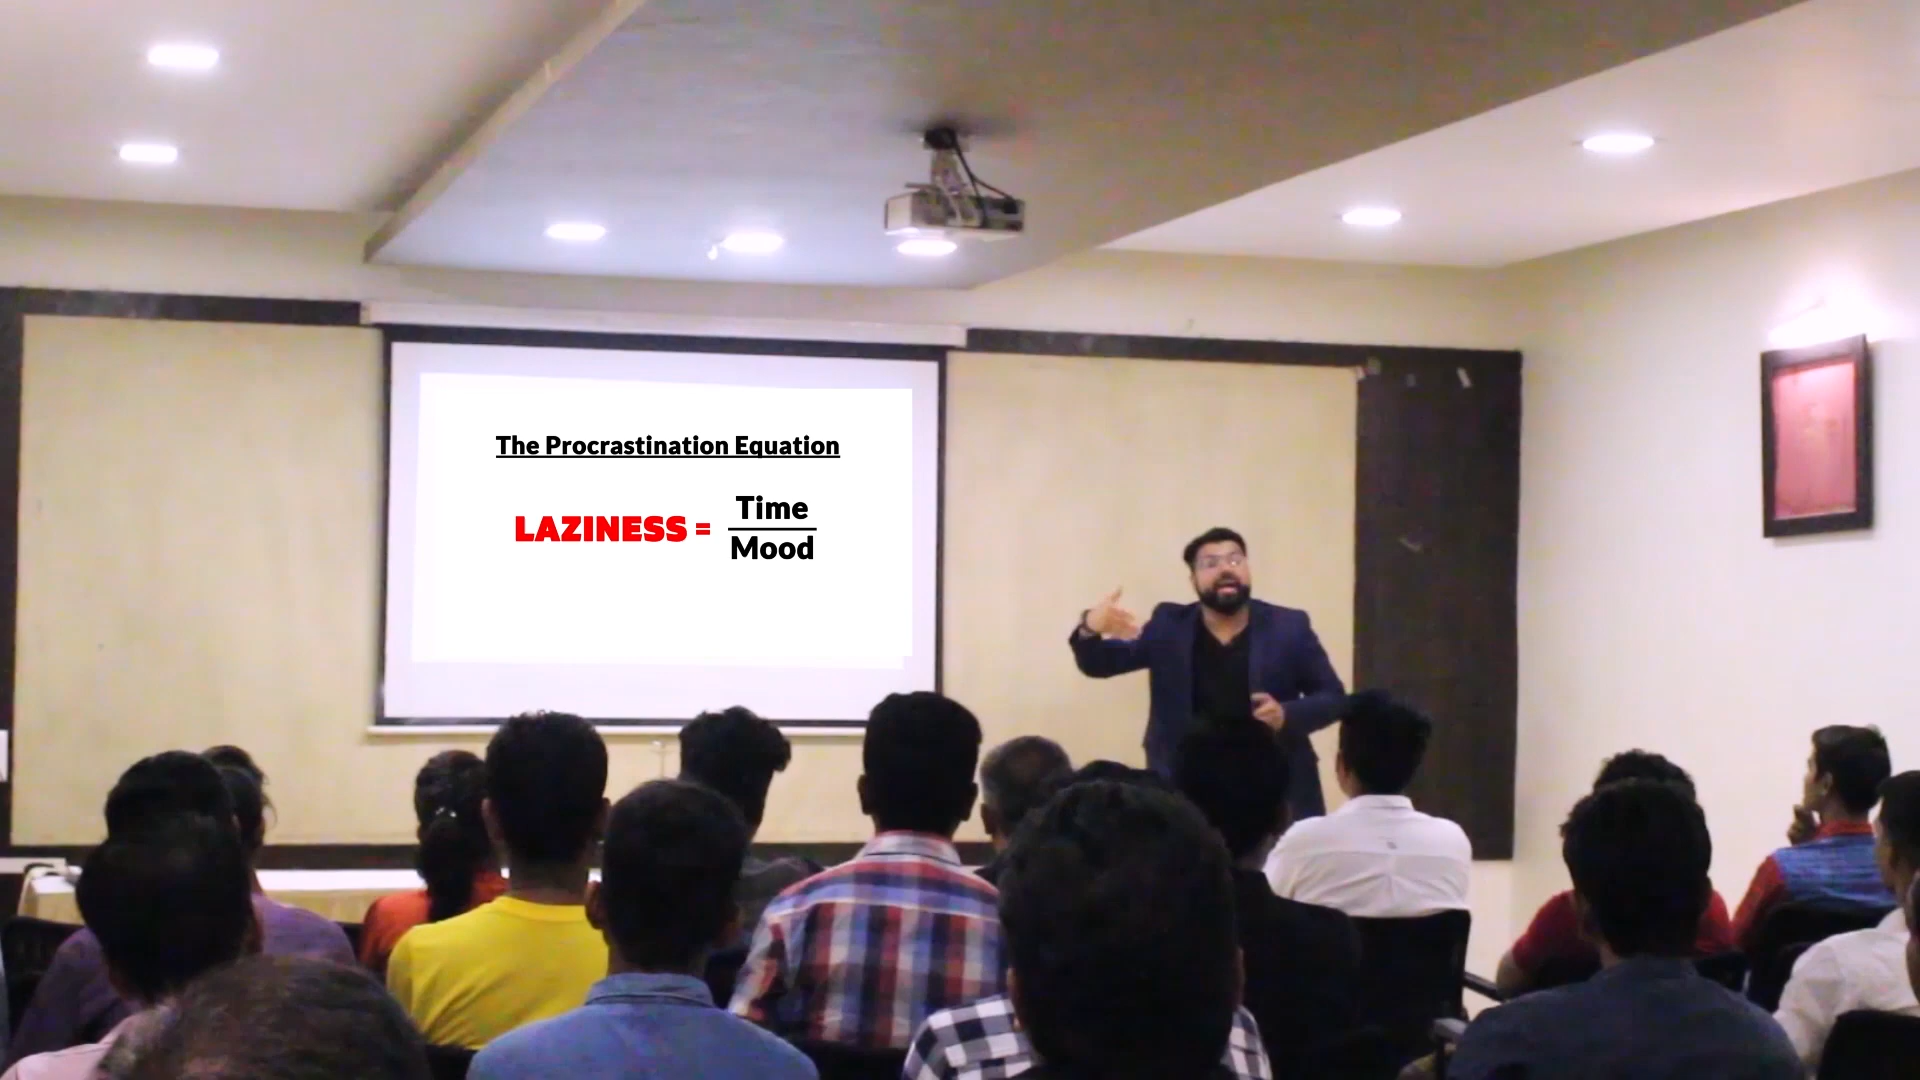 The Procrastination Equation
LAZINESS = Time
Mood